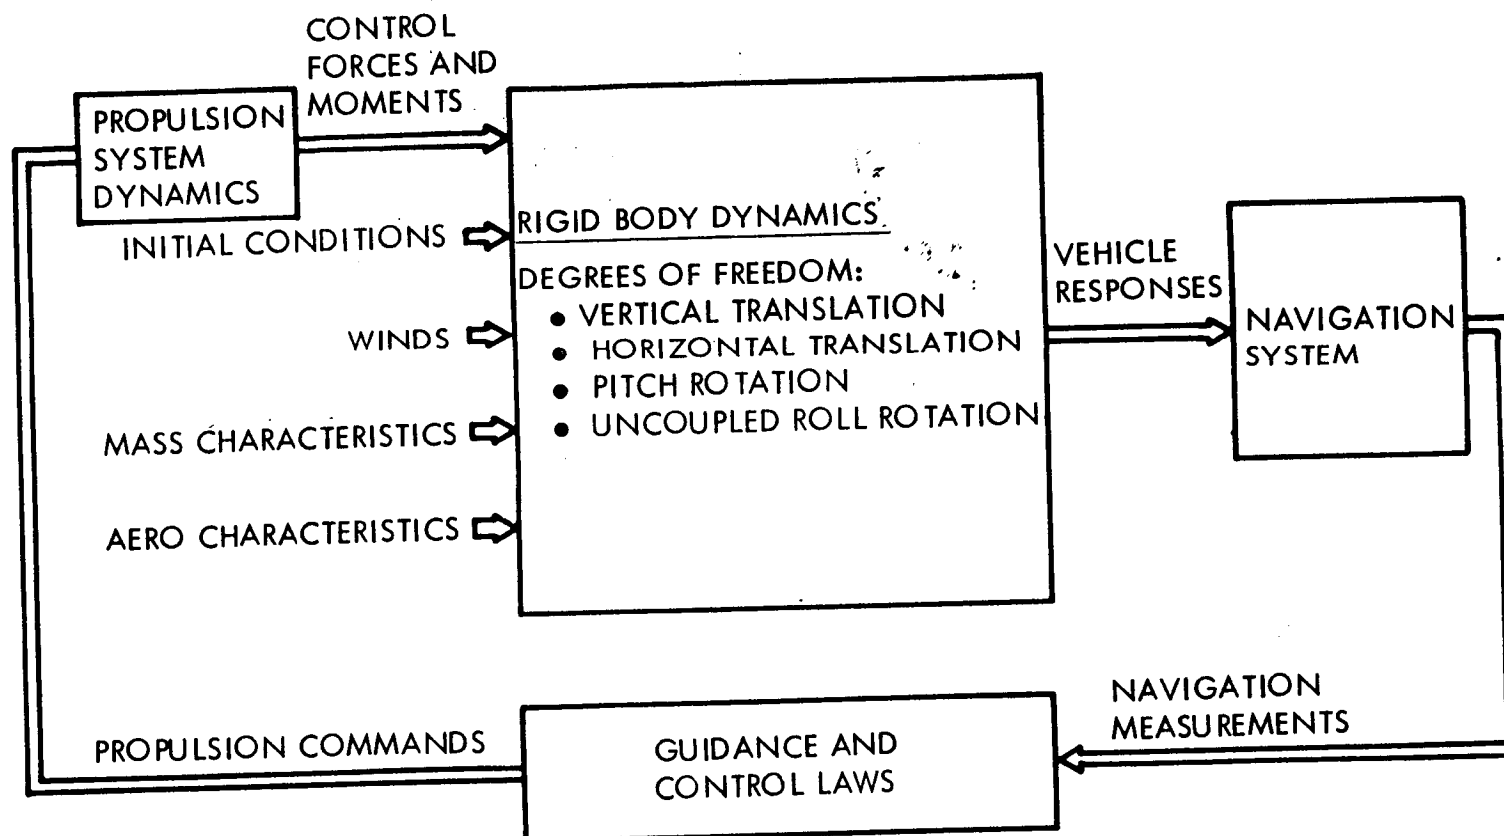 CONTROL
FORCES AND
MOMENTS
PROPULSION
SYSTEM
DYNAMICS
INITIAL CONDITIONS
WINDS
MASS CHARACTERISTICS
AERO CHARACTERISTICS
RIGID BODY DYNAMICS
DEGREES OF FREEDOM:
• VERTICAL TRANSLATION
• HORIZONTAL TRANSLATION
• PITCH ROTATION
• UNCOUPLED ROLL ROTATION
VEHICLE
RESPONSES
NAVIGATION
SYSTEM
NAVIGATION
MEASUREMENTS
GUIDANCE AND
CONTROL LAWS
PROPULSION COMMANDS